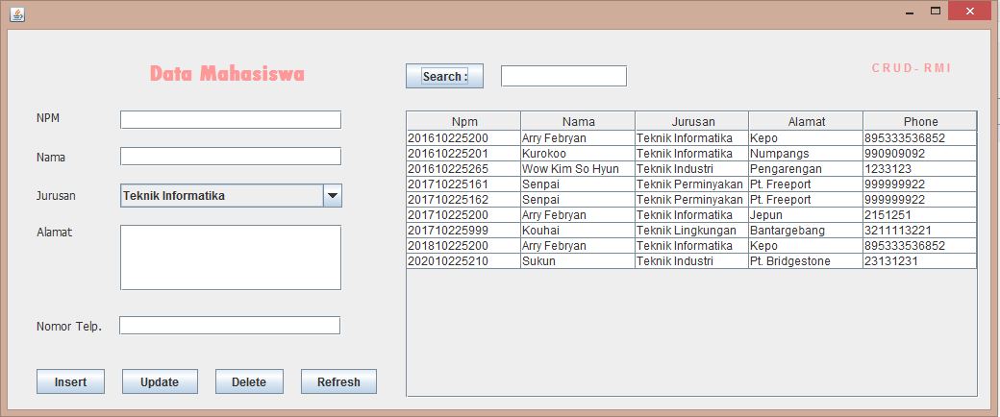 Data Mahasiswa
NPM
Nama
Jurusan
Teknik Informatika
Alamat
Nomor Telp.
Insert Update Delete Refresh
Search :
CRUD-RMI
Npm Nama Jurusan Alamat Phone
201610225200 Arry Febryan Teknik Informatika Kepo 895333536852
201610225201 Kurokoo Teknik Informatika Numpangs 990909092
201610225265 Wow Kim So Hyun Teknik Industri Pengarengan 1233123
201710225161 Senpai Teknik Perminyakan Pt. Freeport 999999922
201710225162 Senpai Teknik Perminyakan Pt. Freeport 999999922
201710225200 Arry Febryan Teknik Informatika Jepun 2151251
201710225999 Kouhai Teknik Lingkungan Bantargebang 3211113221
201810225200 Arry Febryan Teknik Informatika Kepo 895333536852
202010225210 Sukun Teknik Industri Pt. Bridgestone 23131231